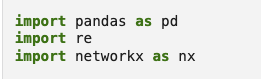 import pandas as pd
import re
import networkx as nx